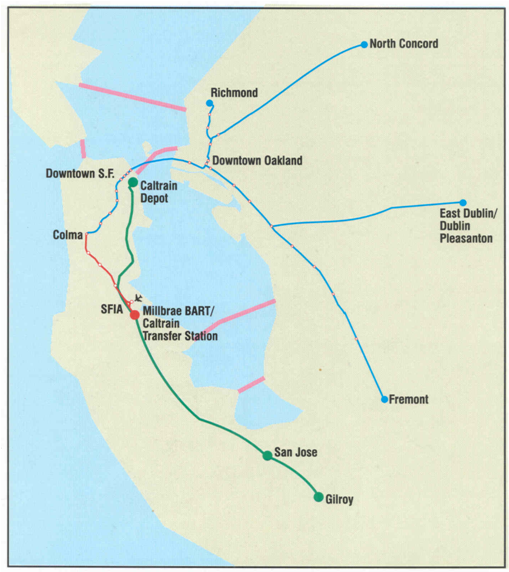 North Concord
Richmond
Downtown Oakland
Downtown S.F.
Caltrain
Depot
East Dublin/
Dublin
Pleasanton
Colma
SFIA
Millbrae BART/
Caltrain
Transfer Station
Fremont
San Jose
Gilroy